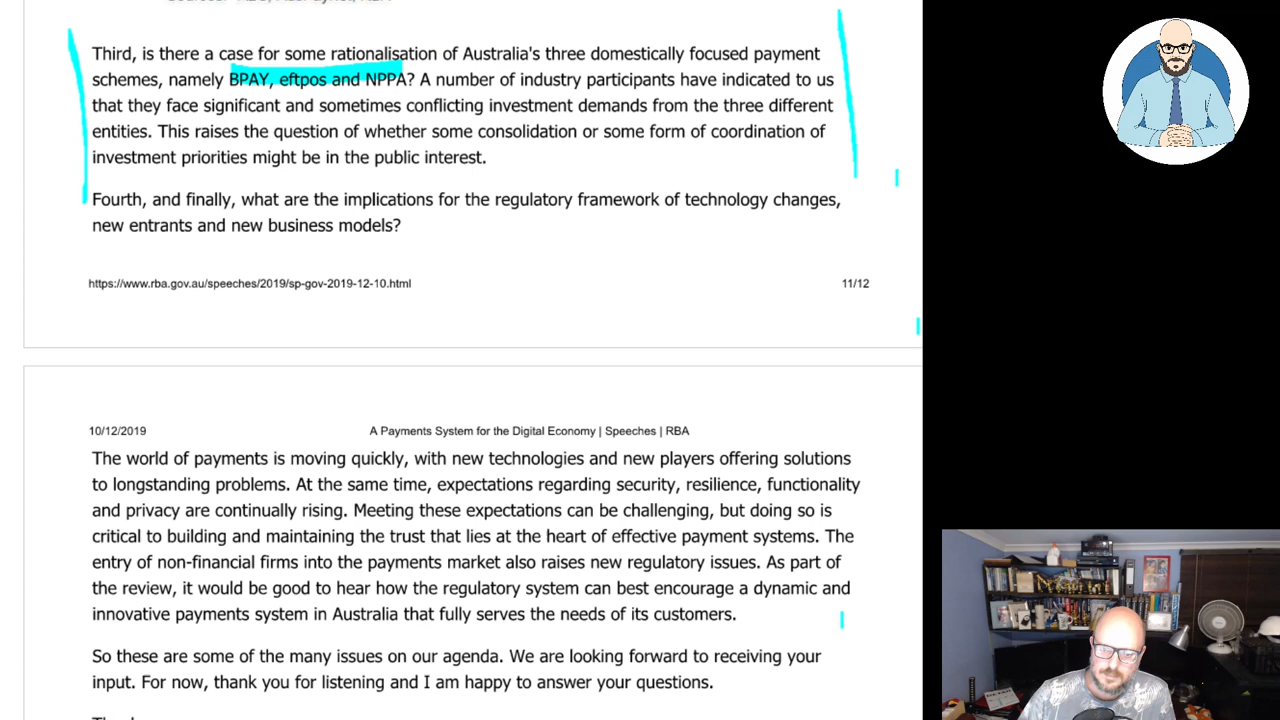 Third, is there a case for some rationalisation of Australia's three domestically focused payment
schemes, namely BPAY, eftpos and NPPA? A number of industry participants have indicated to us
that they face significant and sometimes conflicting investment demands from the three different
entities. This raises the question of whether some consolidation or some form of coordination of
investment priorities might be in the public interest.
Fourth, and finally, what are the implications for the regulatory framework of technology changes,
new entrants and new business models?
https://www.rba.gov.au/speeches/2019/sp-gov-2019-12-10.html 11/12
10/12/2019 A Payments System for the Digital Economy | Speeches | RBA
The world of payments is moving quickly, with new technologies and new players offering solutions
to longstanding problems. At the same time, expectations regarding security, resilience, functionality
and privacy are continually rising. Meeting these expectations can be challenging, but doing so is
critical to building and maintaining the trust that lies at the heart of effective payment systems. The
entry of non-financial firms into the payments market also raises new regulatory issues. As part of
the review, it would be good to hear how the regulatory system can best encourage a dynamic and
innovative payments system in Australia that fully serves the needs of its customers.
So these are some of the many issues on our agenda. We are looking forward to receiving your
input. For now, thank you for listening and I am happy to answer your questions.